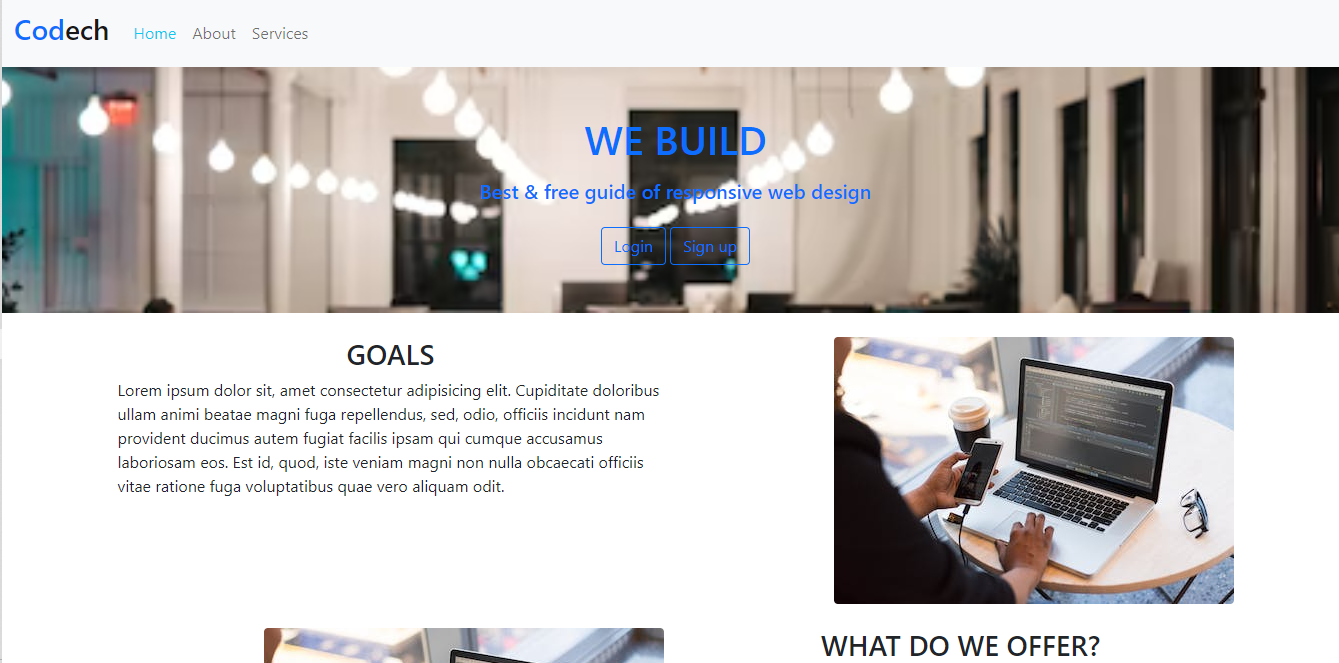 Codech Home About Services
WE BUILD
Best & free guide of responsive web design
Login Sign up
GOALS
Lorem ipsum dolor sit, amet consectetur adipisicing elit. Cupiditate doloribus
ullam animi beatae magni fuga repellendus, sed, odio, officiis incidunt nam
provident ducimus autem fugiat facilis ipsam qui cumque accusamus
laboriosam eos. Est id, quod, iste veniam magni non nulla obcaecati officiis
vitae ratione fuga voluptatibus quae vero aliquam odit.
WHAT DO WE OFFER?